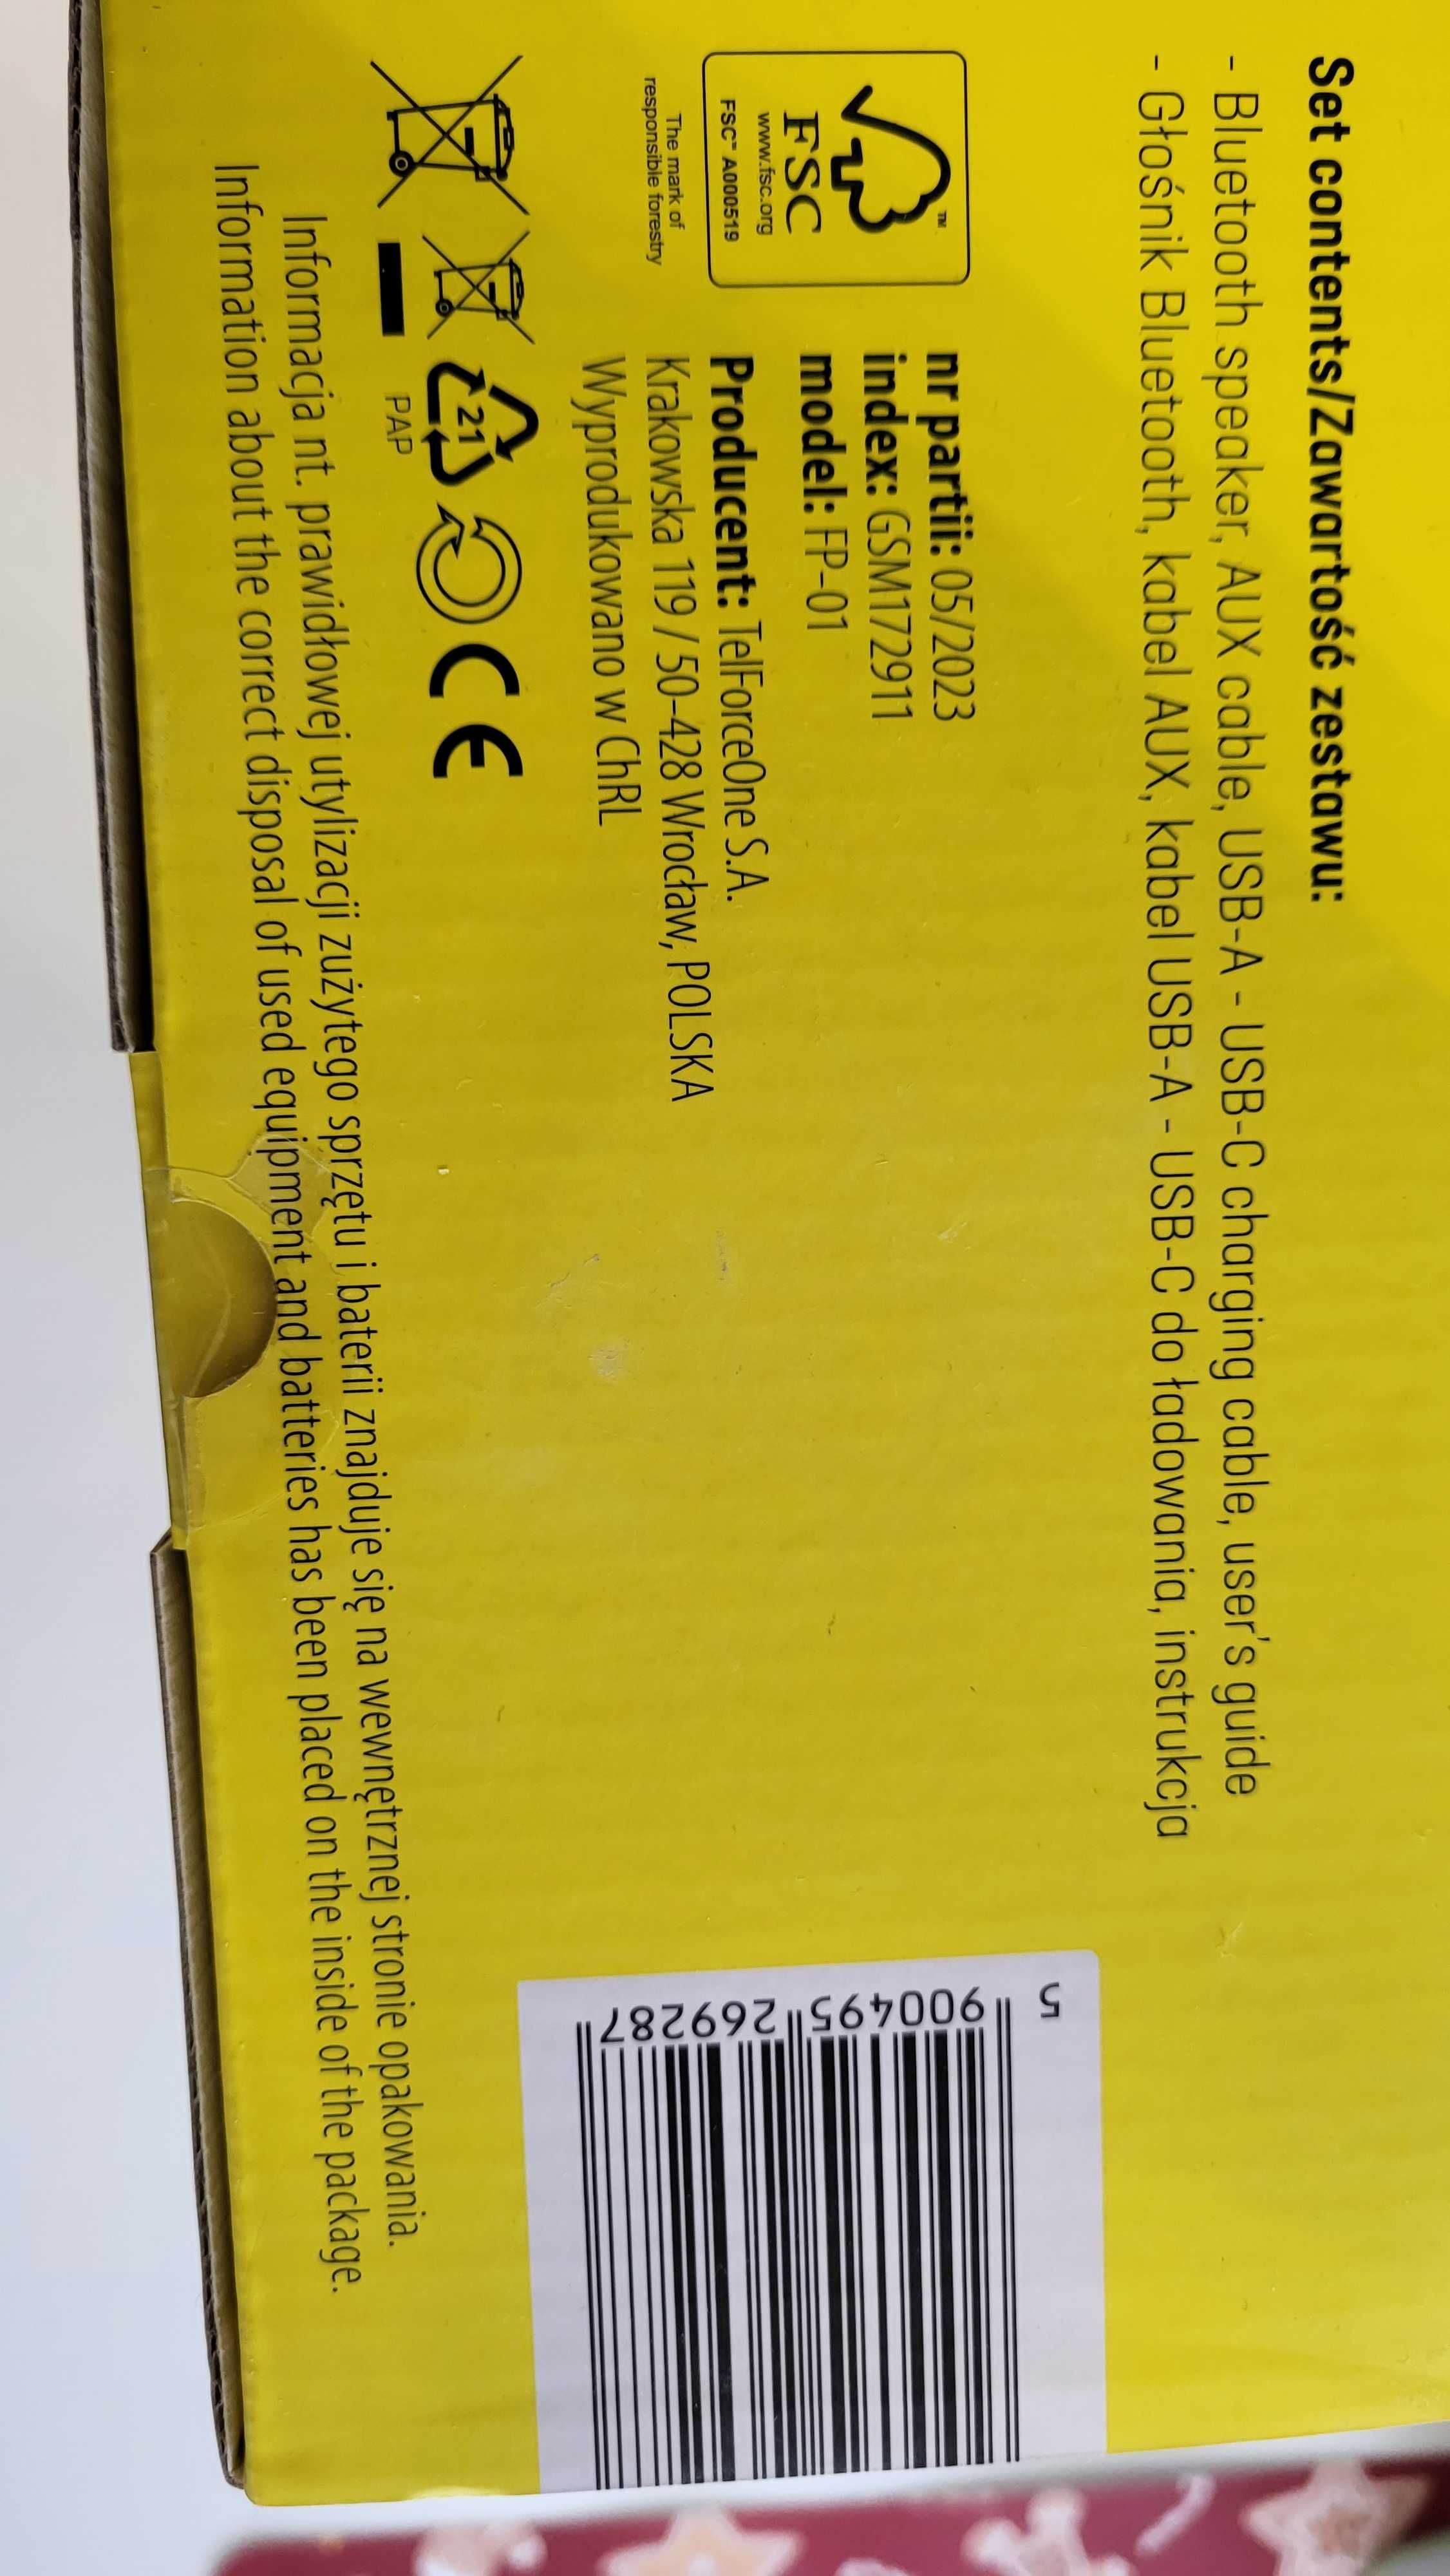 Set contents/Zawartość zestawu:
- Bluetooth speaker, AUX cable, USB-A - USB-C charging cable, user's guide
- Głośnik Bluetooth, kabel AUX, kabel USB-A - USB-C do ładowania, instrukcja
TM
FSC
www.fsc.org
FSC™ A000519
The mark of
responsible forestry
nr partii: 05/2023
index: GSM172911
model: FP-01
Producent: TelForceOne S.A.
Krakowska 119 / 50-428 Wrocław, POLSKA
Wyprodukowano w ChRL
21
PAP
CE
Informacja nt. prawidłowej utylizacji zużytego sprzętu i baterii znajduje się na wewnętrznej stronie opakowania.
Information about the correct disposal of used equipment and batteries has been placed on the inside of the package.
5 900495 269287